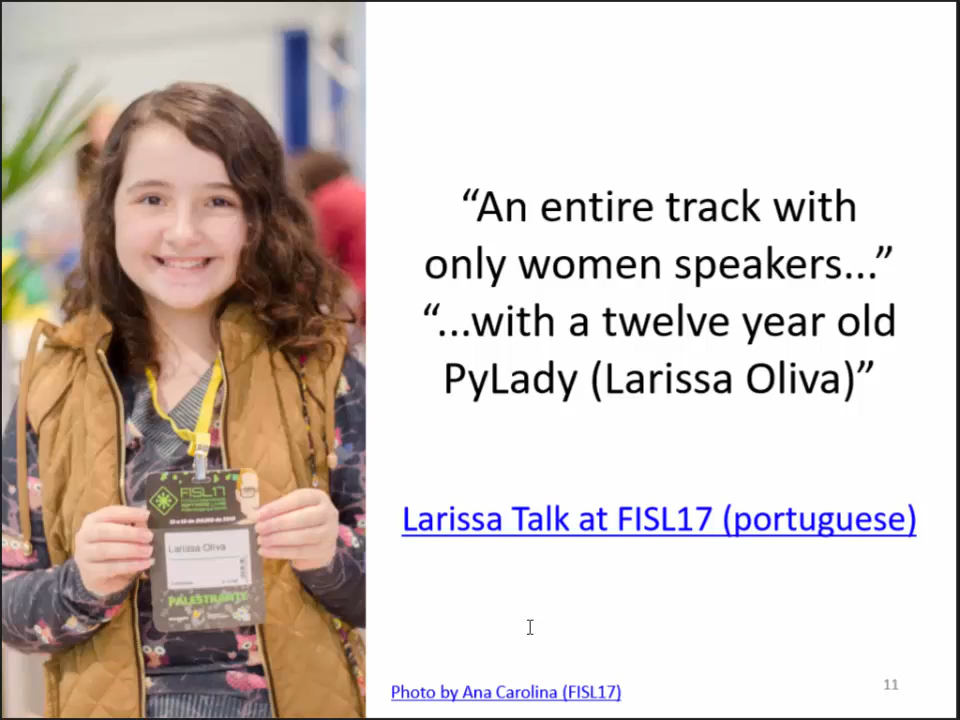 “An entire track with
only women speakers...”
“...with a twelve year old
PyLady (Larissa Oliva)”
Larissa Talk at FISL17 (portuguese)
FISL17
Larissa Oliva
PALESTRANTE
Photo by Ana Carolina (FISL17)
11